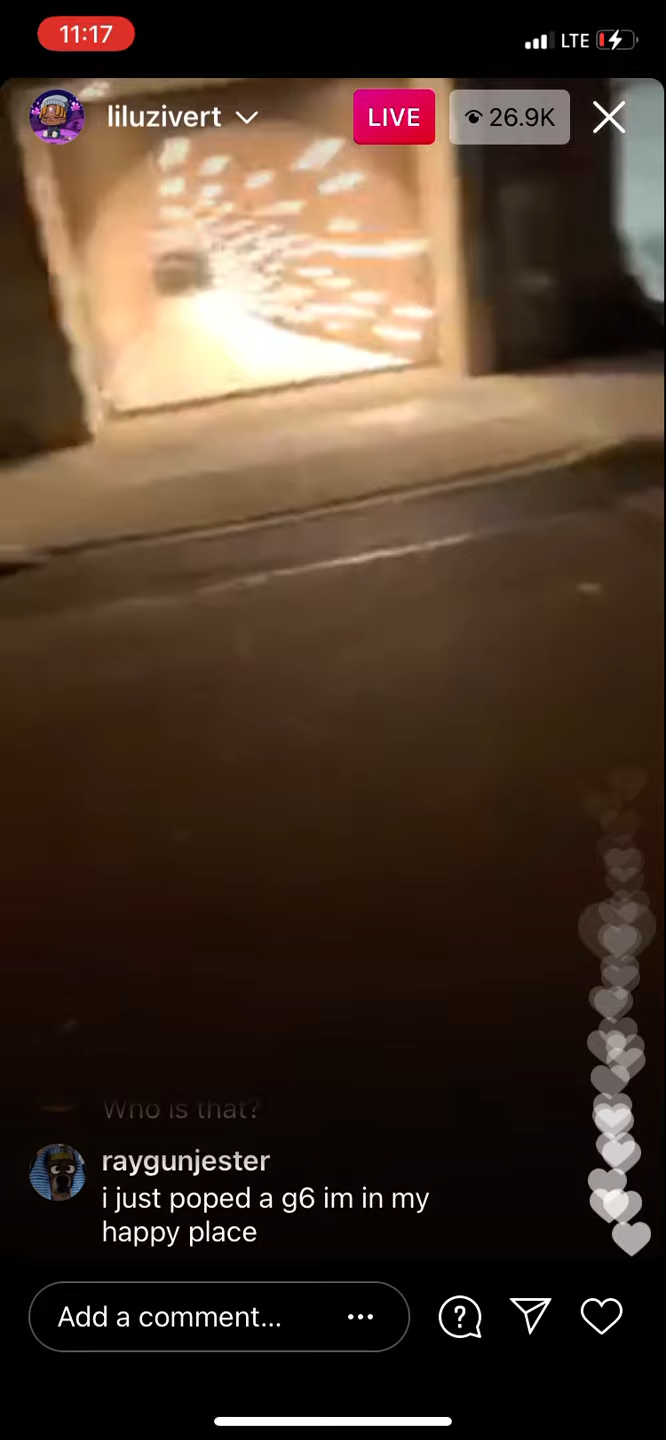 11:17
LTE
liluzivert
LIVE
26.9K
Who is that?
raygunjester
i just poped a g6 im in my
happy place
Add a comment...